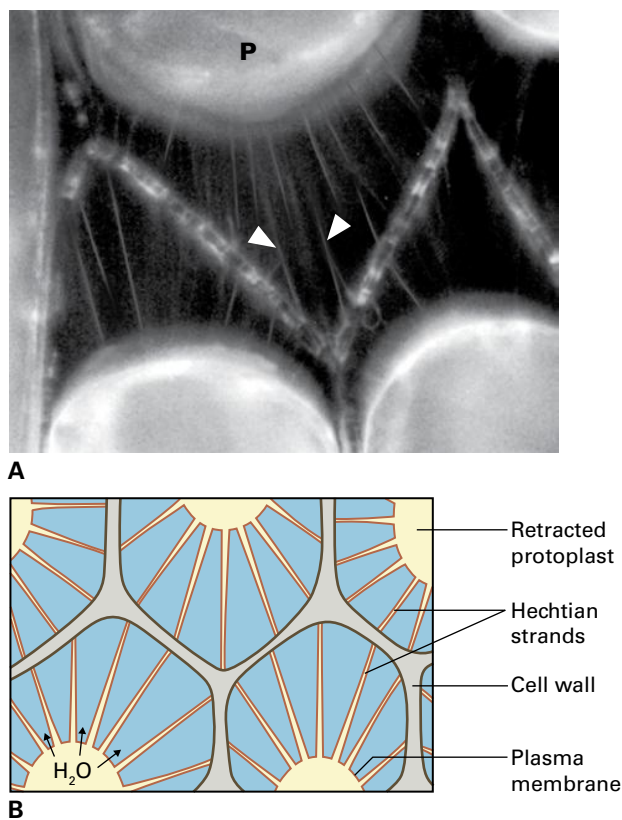 P
A
Retracted
protoplast
Hechtian
strands
Cell wall
Plasma
membrane
H₂O
B